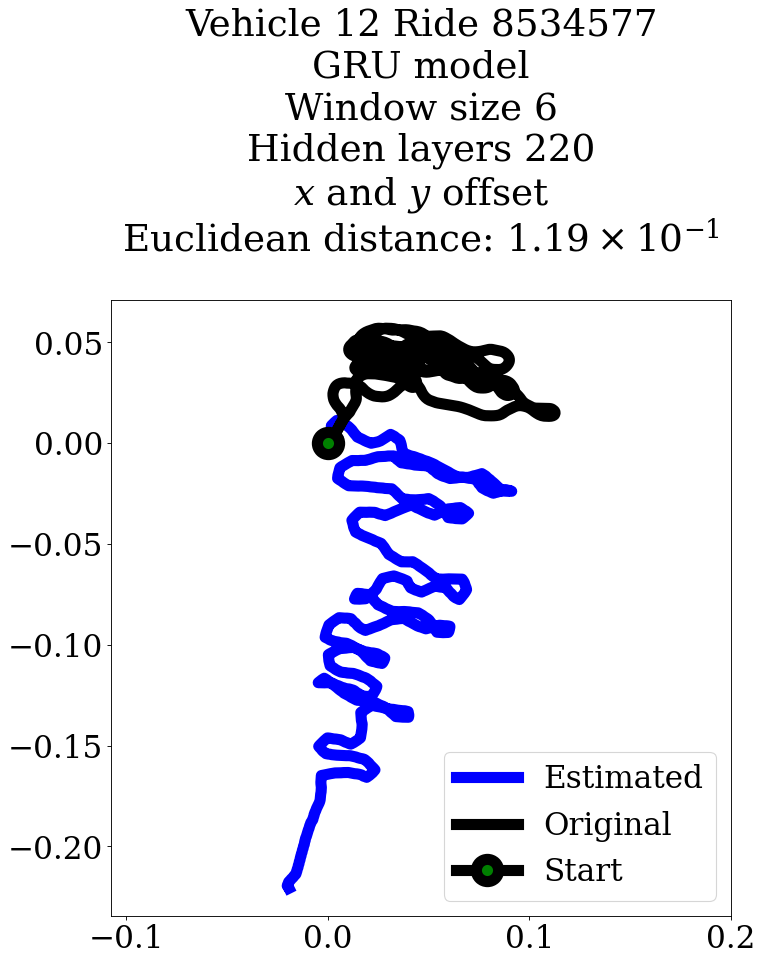 Vehicle 12 Ride 8534577
GRU model
Window size 6
Hidden layers 220
x and y offset
Euclidean distance: 1.19 × 10⁻¹
0.05
0.00
−0.05
−0.10
−0.15
−0.20
Estimated
Original
Start
−0.1
0.0
0.1
0.2